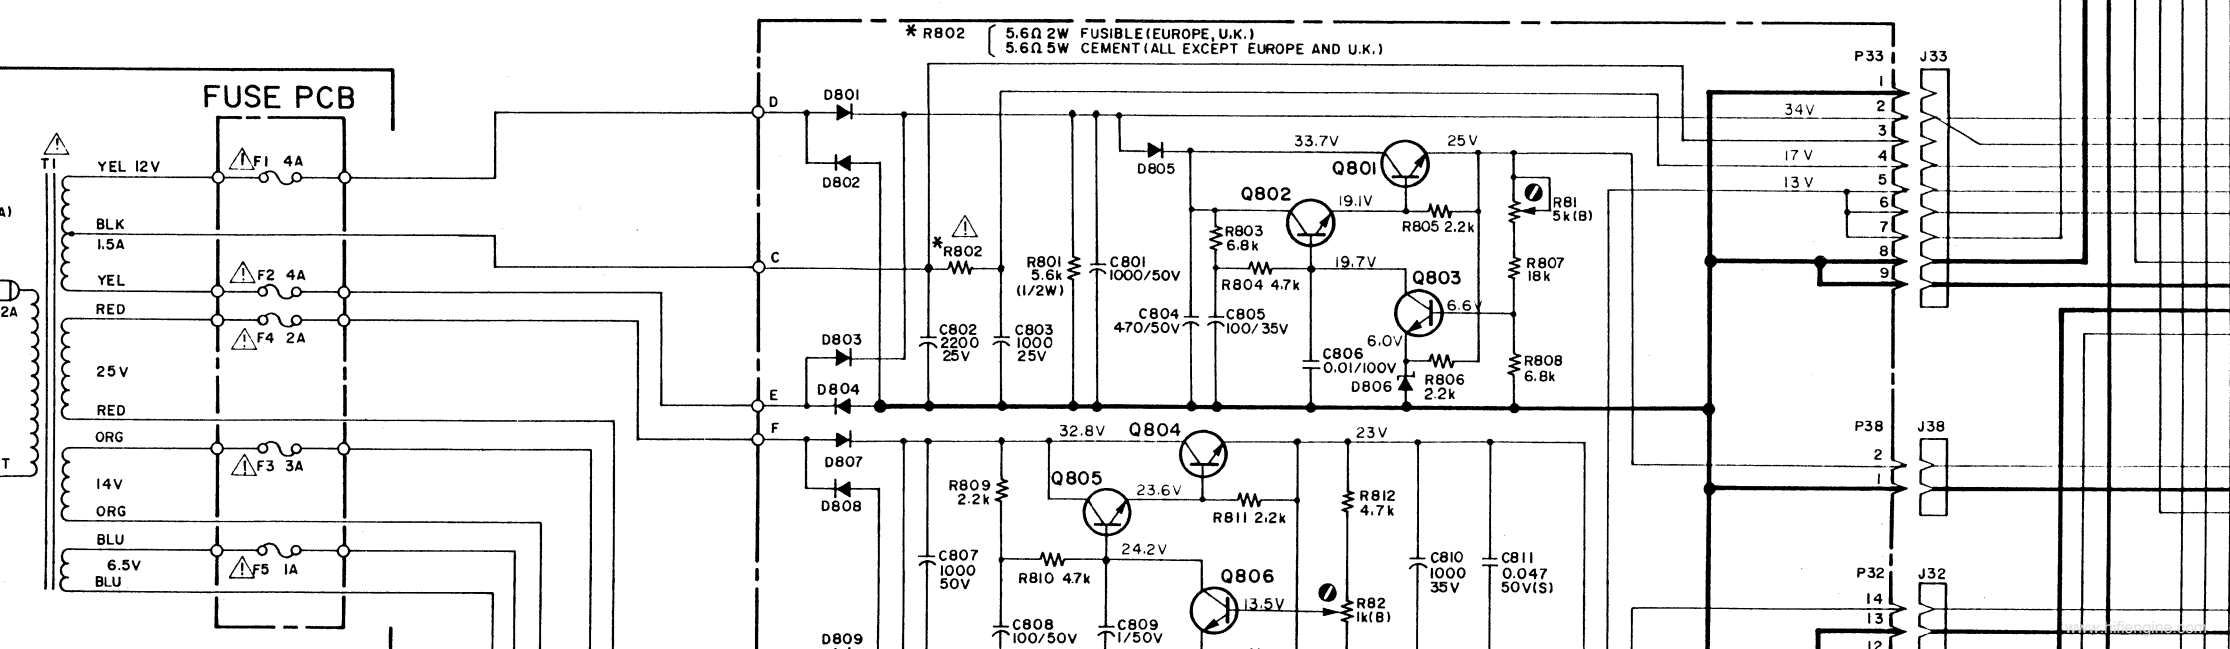 * R802 5.6Ω 2W FUSIBLE (EUROPE, U.K.)
5.6Ω 5W CEMENT (ALL EXCEPT EUROPE AND U.K.)
FUSE PCB
T1
YEL 12V
F1 4A
BLK
1.5A
YEL
F2 4A
RED
F4 2A
25V
RED
ORG
F3 3A
14V
ORG
BLU
6.5V
F5 1A
BLU
A)
2A
T
D
C
E
F
D801
D802
D803
D804
D805
33.7V
Q801
25V
Q802
19.1V
R805 2.2k
R81
5k(B)
R803
6.8k
*R802
R801
5.6k
(1/2W)
C801
1000/50V
R804 4.7k
19.7V
Q803
R807
18k
6.6V
C804
470/50V
C805
100/35V
C802
2200
25V
C803
1000
25V
6.0V
C806
0.01/100V
D806
R806
2.2k
R808
6.8k
P33
J33
1
2
34V
3
4
17V
5
13V
6
7
8
9
D807
D808
32.8V
Q804
23V
R809
2.2k
Q805
23.6V
R811 2.2k
R812
4.7k
C807
1000
50V
R810 4.7k
24.2V
Q806
13.5V
R82
1k(B)
C810
1000
35V
C811
0.047
50V(S)
C808
100/50V
C809
1/50V
D809
P38
J38
2
1
P32
J32
14
13
12
www.hifiengine.com